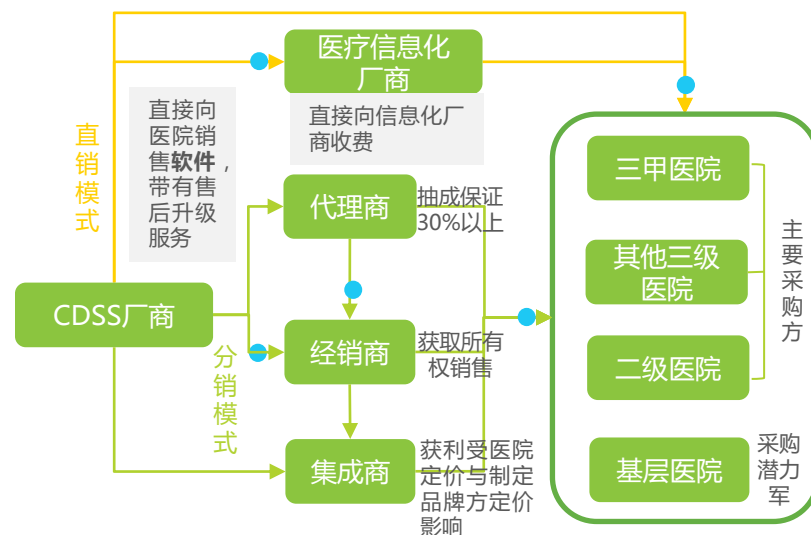 医疗信息化
厂商
直接向
医院销
售软件，
带有售
后升级
服务
直接向信息化厂
商收费
直销模式
代理商
抽成保证
30%以上
CDSS厂商
分销模式
经销商
获取所有
权销售
集成商
获利受医院
定价与制定
品牌方定价
影响
三甲医院
其他三级
医院
二级医院
主要采购方
基层医院
采购
潜力
军